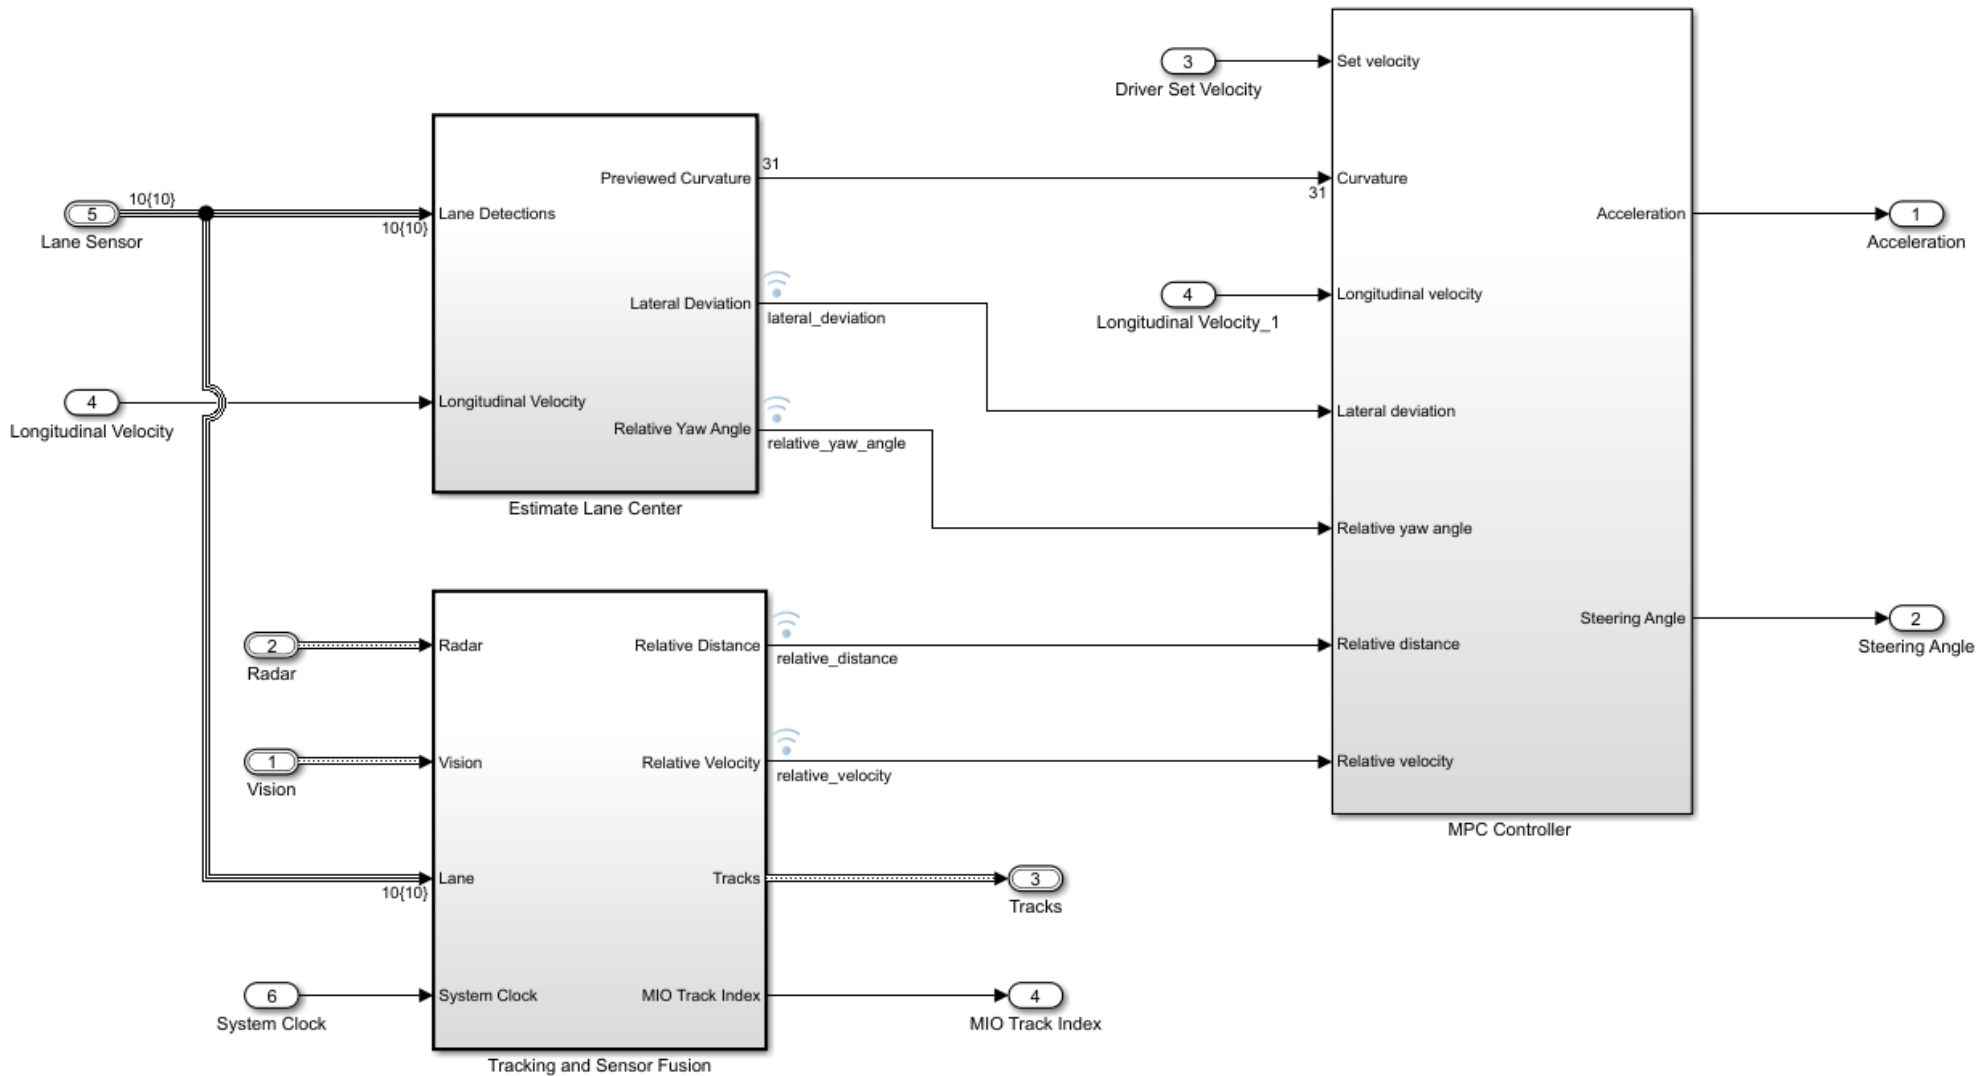 3
Set velocity
Driver Set Velocity
31
Previewed Curvature
Curvature
31
10{10}
5
Lane Detections
10{10}
Lane Sensor
Acceleration
1
Acceleration
4
Longitudinal velocity
Longitudinal Velocity_1
Lateral Deviation
lateral_deviation
4
Longitudinal Velocity
Longitudinal Velocity
Lateral deviation
Relative Yaw Angle
relative_yaw_angle
Estimate Lane Center
Relative yaw angle
Steering Angle
2
Steering Angle
2
Radar
Radar
Relative Distance
relative_distance
Relative distance
1
Vision
Vision
Relative Velocity
relative_velocity
Relative velocity
MPC Controller
Lane
10{10}
Tracks
3
Tracks
6
System Clock
System Clock
MIO Track Index
4
MIO Track Index
Tracking and Sensor Fusion